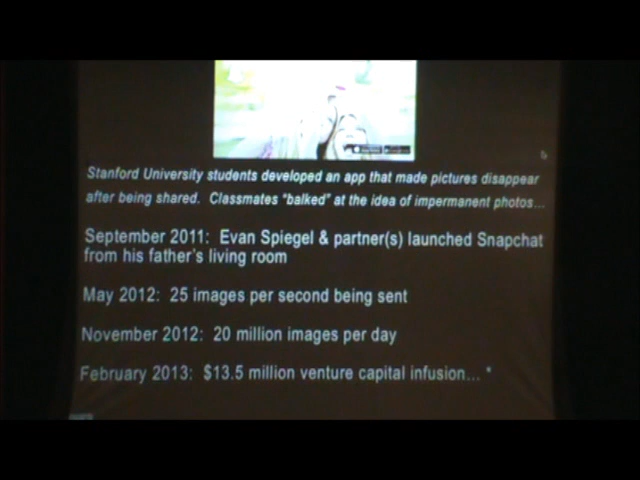 Stanford University students developed an app that made pictures disappear
after being shared. Classmates "balked" at the idea of impermanent photos...
September 2011: Evan Spiegel & partner(s) launched Snapchat
from his father's living room
May 2012: 25 images per second being sent
November 2012: 20 million images per day
February 2013: $13.5 million venture capital infusion... *